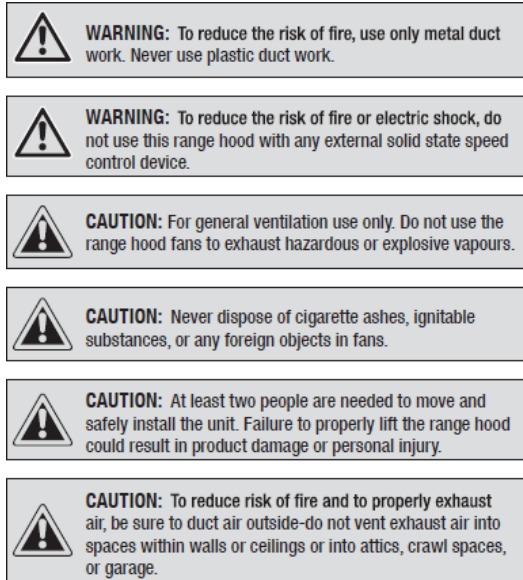 WARNING: To reduce the risk of fire, use only metal duct
work. Never use plastic duct work.
WARNING: To reduce the risk of fire or electric shock, do
not use this range hood with any external solid state speed
control device.
CAUTION: For general ventilation use only. Do not use the
range hood fans to exhaust hazardous or explosive vapours.
CAUTION: Never dispose of cigarette ashes, ignitable
substances, or any foreign objects in fans.
CAUTION: At least two people are needed to move and
safely install the unit. Failure to properly lift the range hood
could result in product damage or personal injury.
CAUTION: To reduce risk of fire and to properly exhaust
air, be sure to duct air outside-do not vent exhaust air into
spaces within walls or ceilings or into attics, crawl spaces,
or garage.